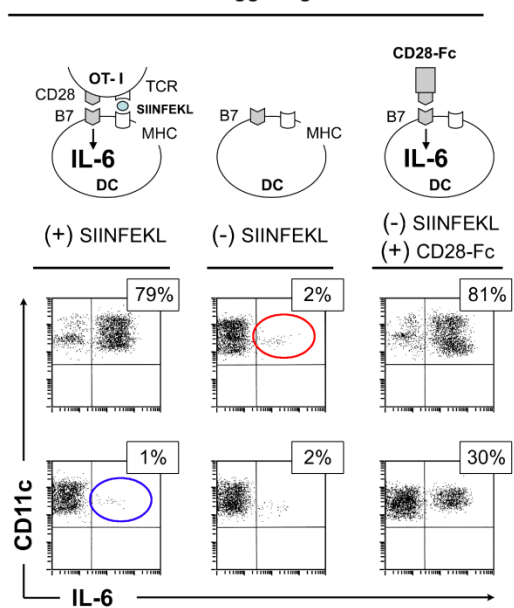 CD28-Fc
OT- I
CD28
TCR
SIINFEKL
B7
MHC
IL-6
DC
B7
MHC
DC
B7
IL-6
DC
(+) SIINFEKL
(-) SIINFEKL
(-) SIINFEKL
(+) CD28-Fc
79%
2%
81%
1%
2%
30%
CD11c
IL-6